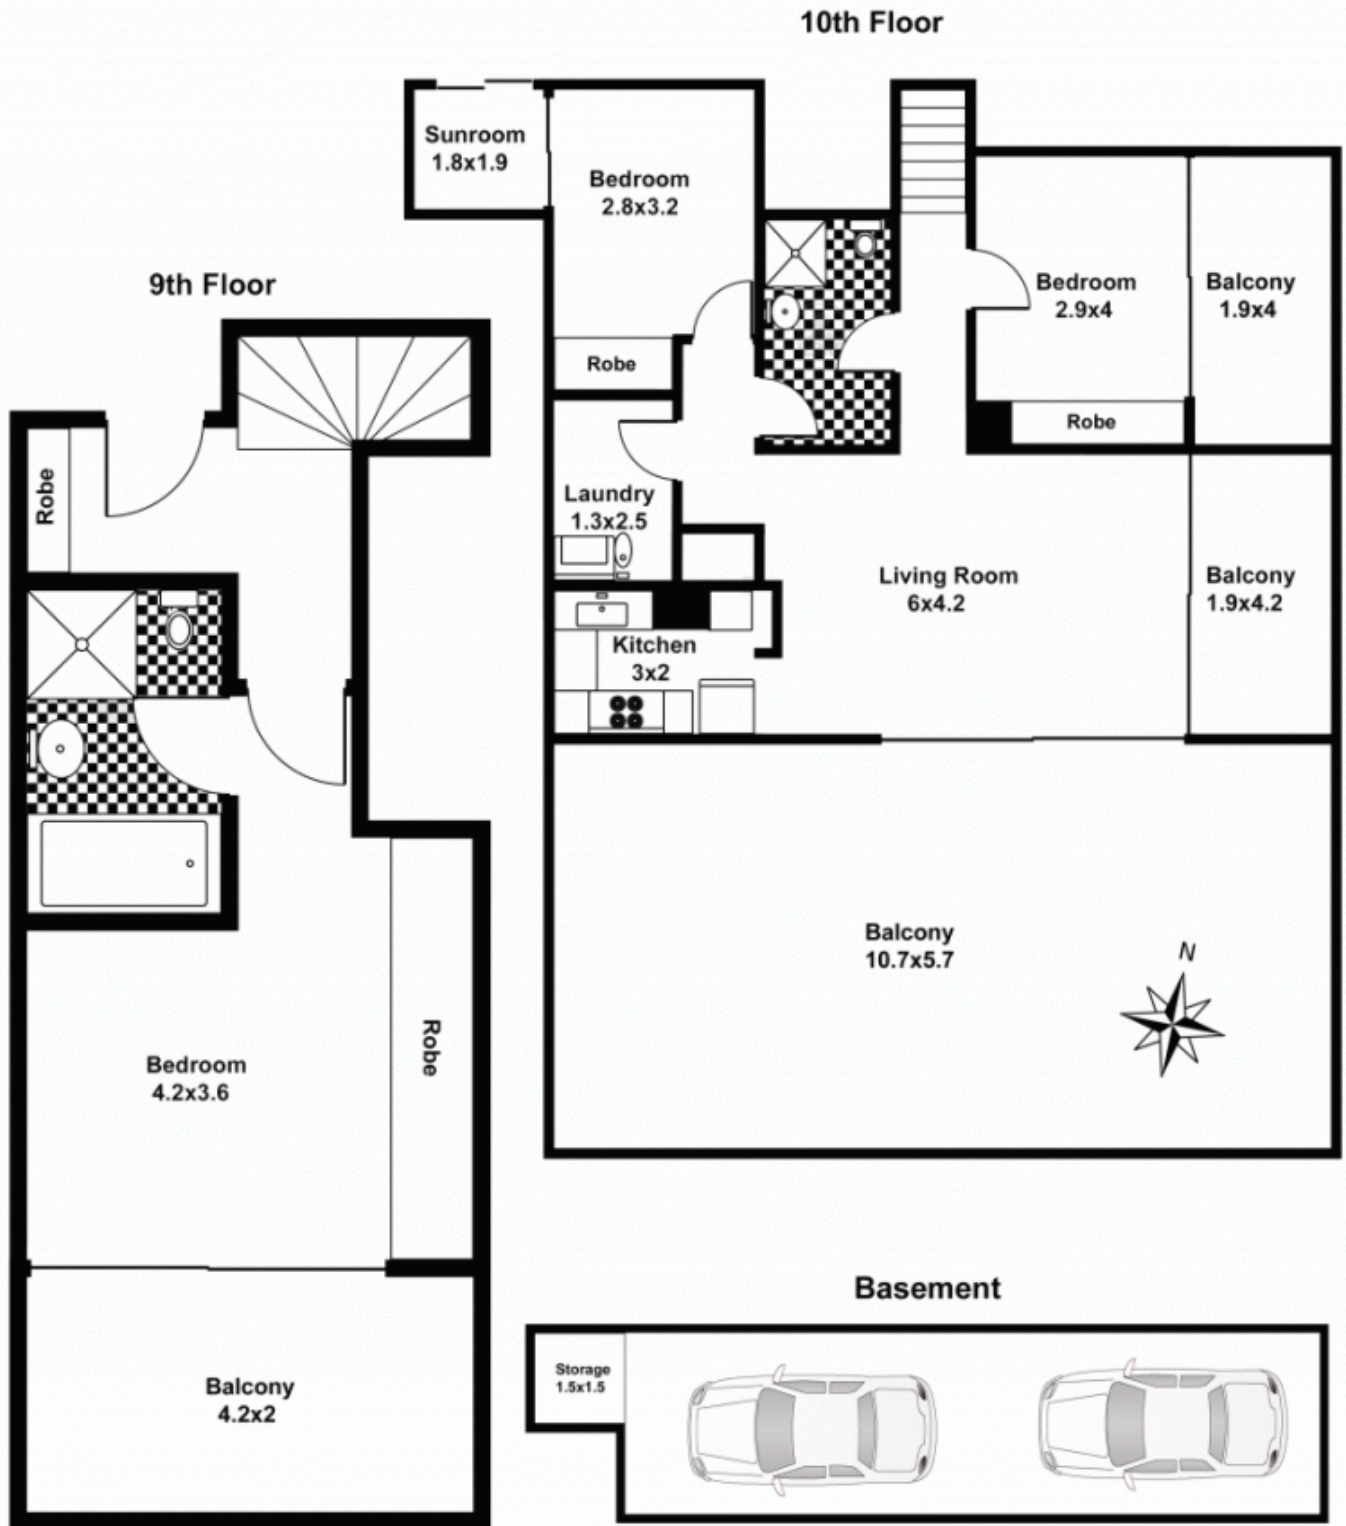 10th Floor
Sunroom
1.8x1.9
Bedroom
2.8x3.2
Robe
Bedroom
2.9x4
Balcony
1.9x4
Robe
Laundry
1.3x2.5
Living Room
6x4.2
Balcony
1.9x4.2
Kitchen
3x2
Balcony
10.7x5.7
N
9th Floor
Robe
Bedroom
4.2x3.6
Robe
Balcony
4.2x2
Basement
Storage
1.5x1.5